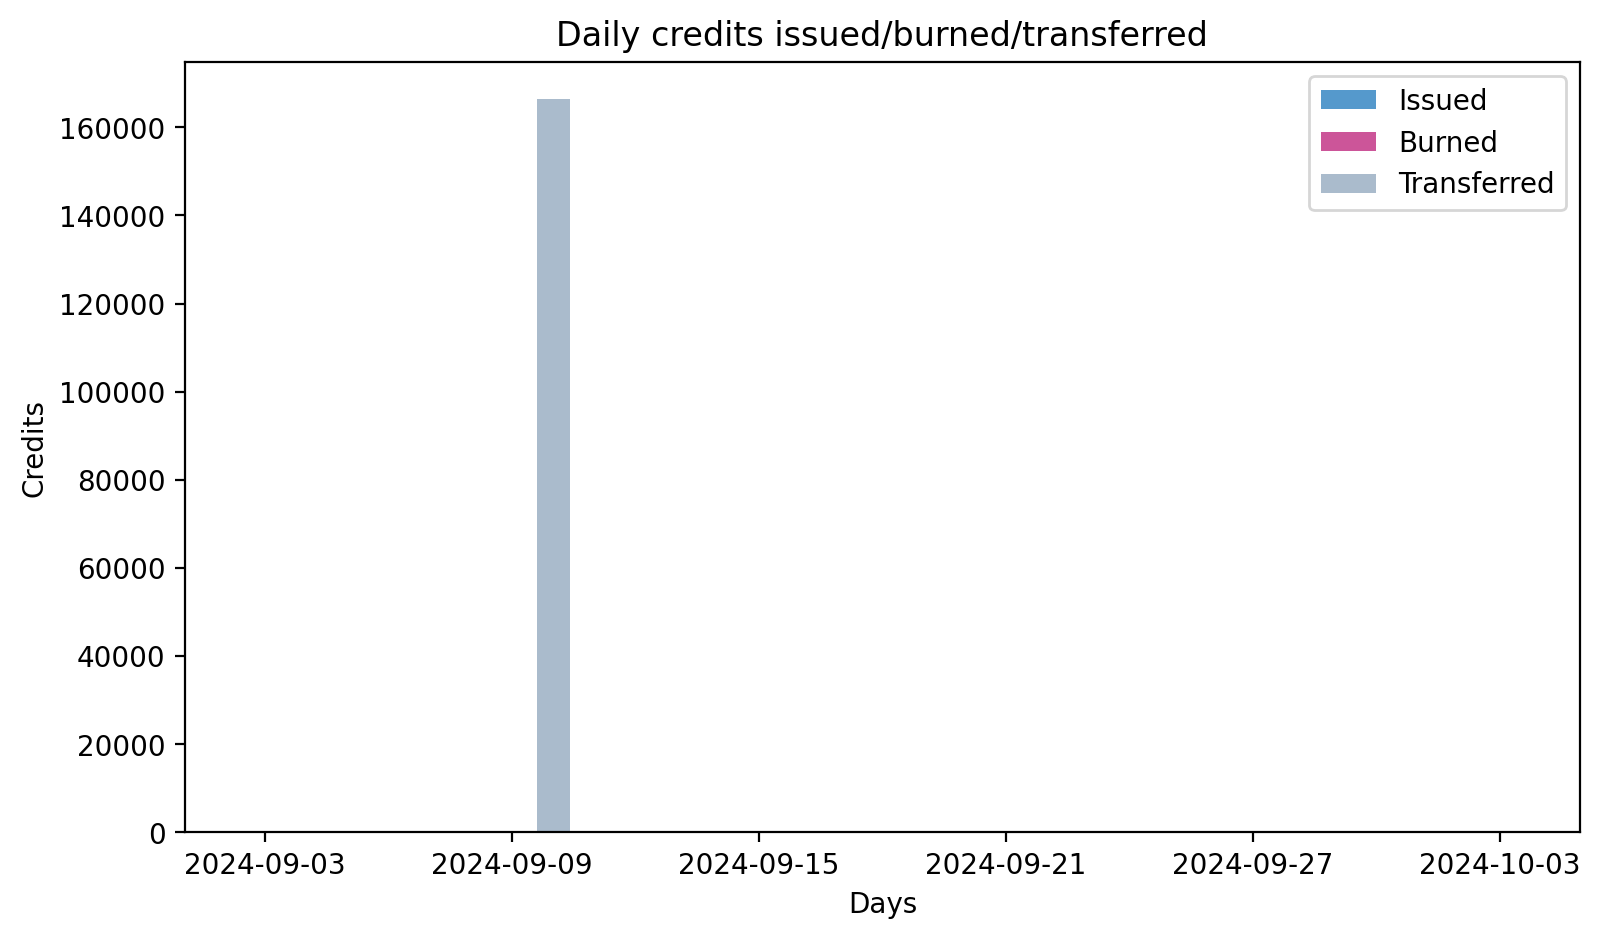 Daily credits issued/burned/transferred
Issued
Burned
Transferred
160000
140000
120000
100000
80000
60000
40000
20000
0
Credits
2024-09-03
2024-09-09
2024-09-15
2024-09-21
2024-09-27
2024-10-03
Days